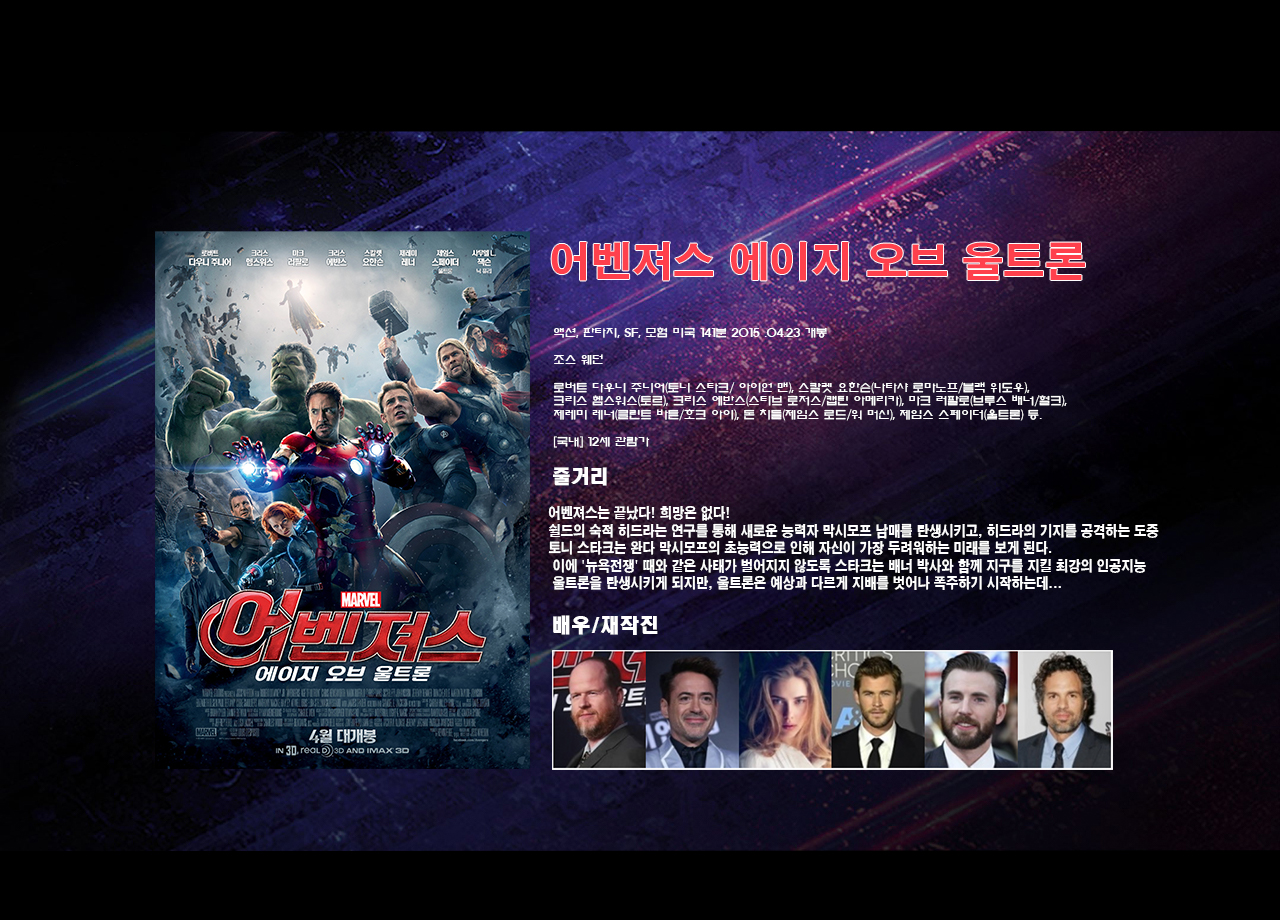 어벤져스 에이지 오브 울트론
로버트 다우니 주니어
크리스 헴스워스
마크 러팔로
크리스 에반스
스칼렛 요한슨
제레미 레너
제임스 스페이더
울트론
사무엘 L. 잭슨
닉 퓨리
액션, 판타지, SF, 모험 미국 141분 2015 .04.23 개봉
조스 웨던
로버트 다우니 주니어(토니 스타크/ 아이언 맨), 스칼렛 요한슨(나타샤 로마노프/블랙 위도우),
크리스 헴스워스(토르), 크리스 에반스(스티브 로저스/캡틴 아메리카), 마크 러팔로(브루스 배너/헐크),
제레미 레너(클린트 바튼/호크 아이), 돈 치들(제임스 로드/워 머신), 제임스 스페이더(울트론) 등.
[국내] 12세 관람가
줄거리
어벤져스는 끝났다! 희망은 없다!
쉴드의 숙적 히드라는 연구를 통해 새로운 능력자 막시모프 남매를 탄생시키고, 히드라의 기지를 공격하는 도중
토니 스타크는 완다 막시모프의 초능력으로 인해 자신이 가장 두려워하는 미래를 보게 된다.
이에 '뉴욕전쟁' 때와 같은 사태가 벌어지지 않도록 스타크는 배너 박사와 함께 지구를 지킬 최강의 인공지능
울트론을 탄생시키게 되지만, 울트론은 예상과 다르게 지배를 벗어나 폭주하기 시작하는데...
MARVEL
어벤져스
에이지 오브 울트론
4월 대개봉
IN 3D, REAL D 3D AND IMAX 3D
배우/재작진